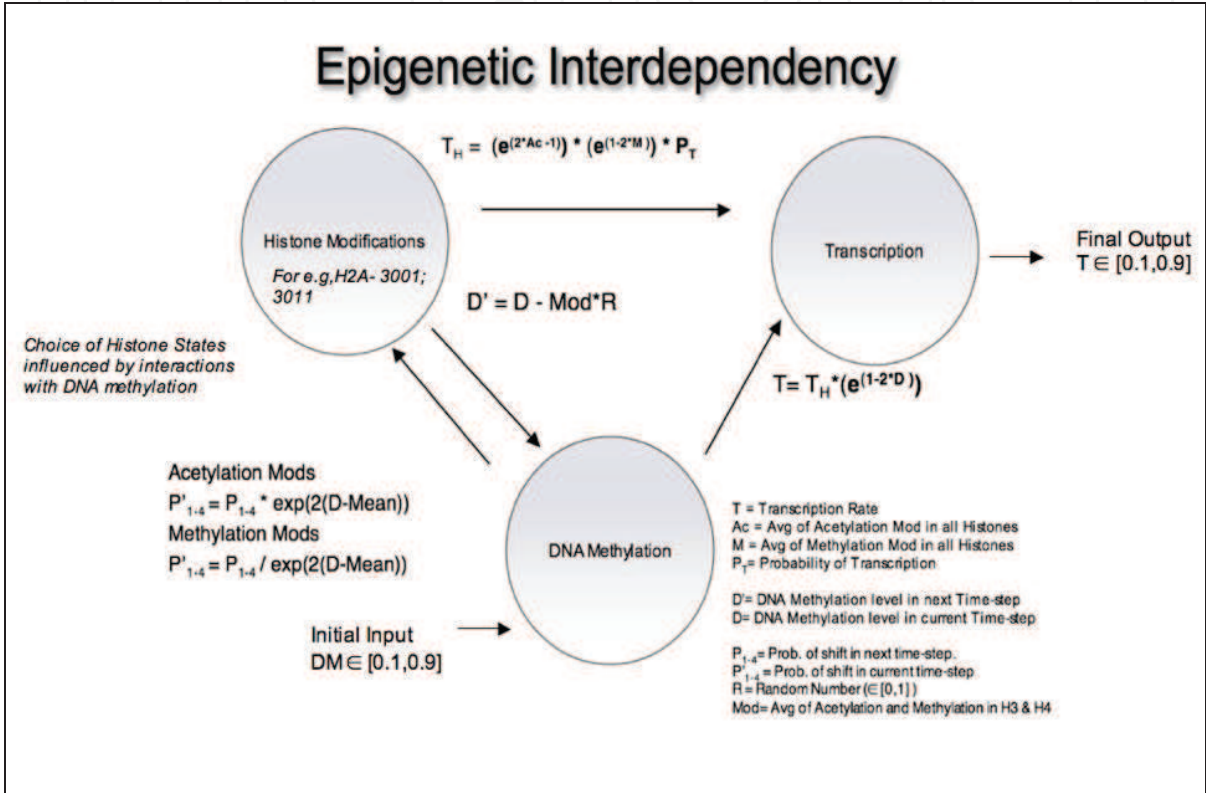 Epigenetic Interdependency
T_H = (e^(2*Ac-1)) * (e^(1-2*M)) * P_T
Histone Modifications
For e.g,H2A- 3001;
3011
Transcription
Final Output
T ∈ [0.1,0.9]
D' = D - Mod*R
Choice of Histone States
influenced by interactions
with DNA methylation
T= T_H*(e^(1-2*D))
Acetylation Mods
P'_1-4 = P_1-4 * exp(2(D-Mean))
Methylation Mods
P'_1-4 = P_1-4 / exp(2(D-Mean))
DNA Methylation
Initial Input
DM ∈ [0.1,0.9]
T = Transcription Rate
Ac = Avg of Acetylation Mod in all Histones
M = Avg of Methylation Mod in all Histones
P_T= Probability of Transcription
D'= DNA Methylation level in next Time-step
D= DNA Methylation level in current Time-step
P_1-4= Prob. of shift in next time-step.
P'_1-4= Prob. of shift in current time-step
R= Random Number (∈[0,1])
Mod= Avg of Acetylation and Methylation in H3 & H4